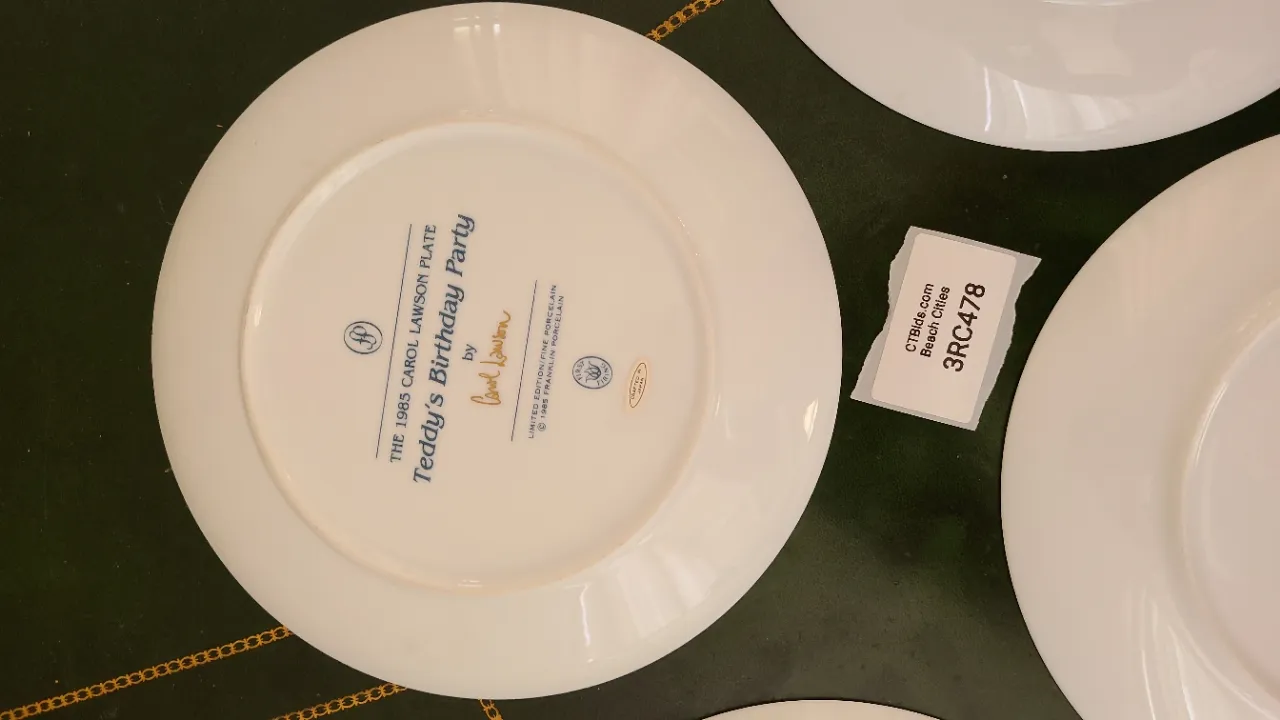 FP
THE 1985 CAROL LAWSON PLATE
Teddy's Birthday Party
by
Carol Lawson
LIMITED EDITION/FINE PORCELAIN
© 1985 FRANKLIN PORCELAIN
CTBids.com
Beach Cities
3RC478